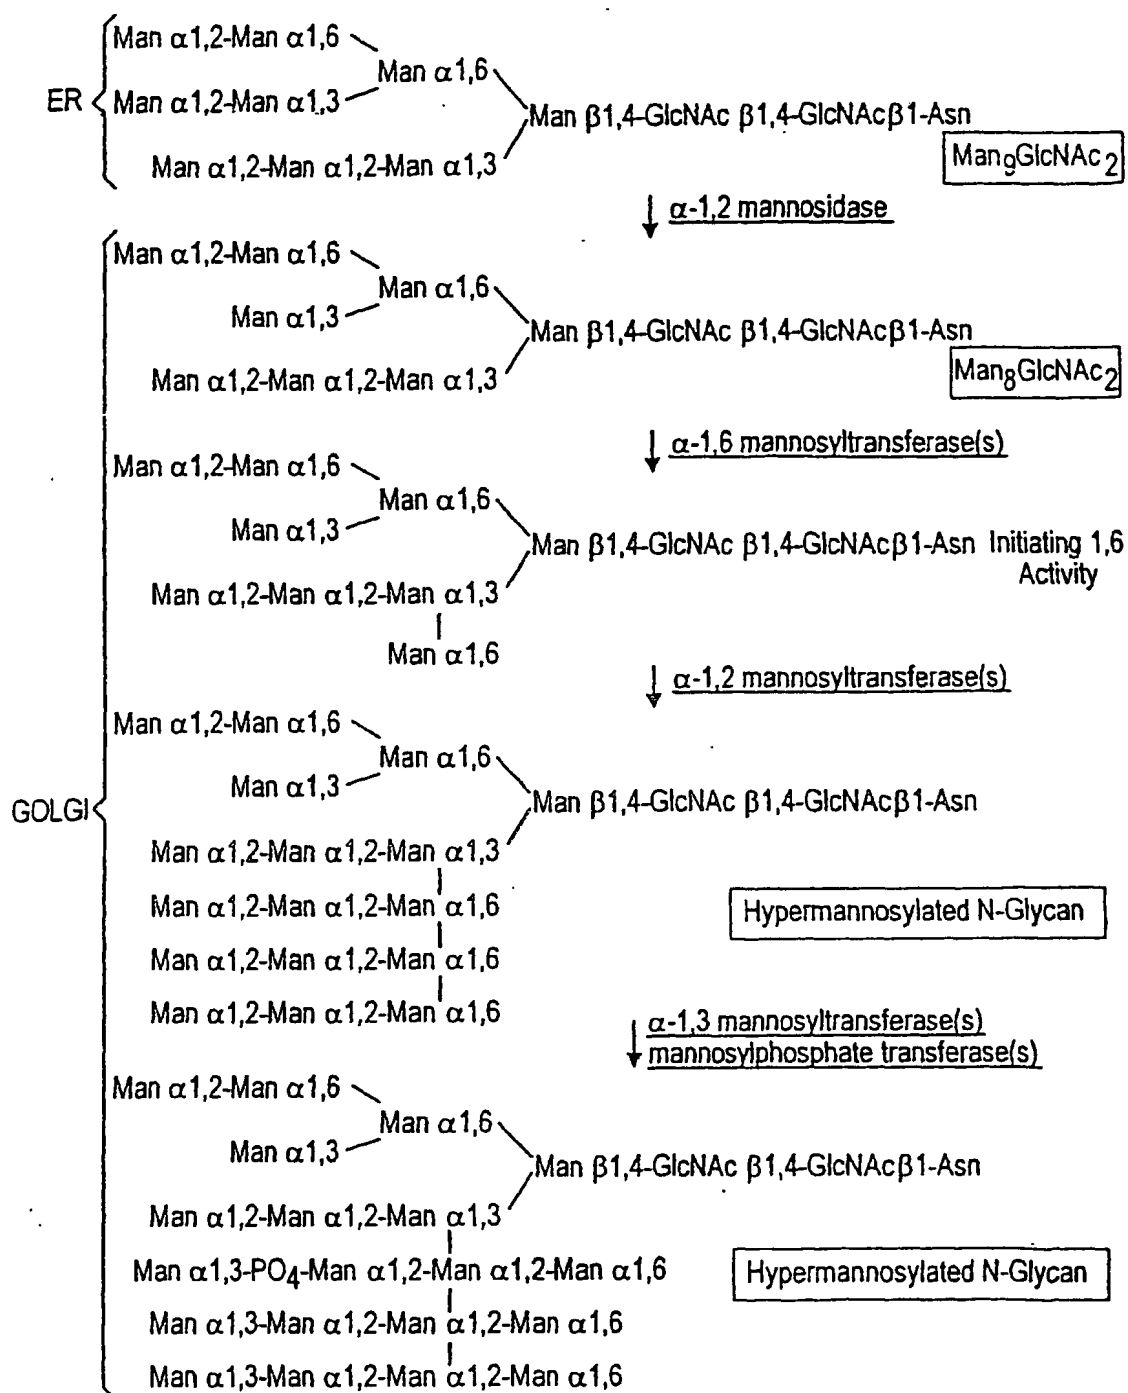 Man α1,2-Man α1,6
Man α1,6
ER
Man α1,2-Man α1,3
Man β1,4-GlcNAc β1,4-GlcNAcβ1-Asn
Man α1,2-Man α1,2-Man α1,3
Man9GlcNAc2
α-1,2 mannosidase
Man α1,2-Man α1,6
Man α1,6
Man α1,3
Man β1,4-GlcNAc β1,4-GlcNAcβ1-Asn
Man α1,2-Man α1,2-Man α1,3
Man8GlcNAc2
α-1,6 mannosyltransferase(s)
Man α1,2-Man α1,6
Man α1,6
Man α1,3
Man β1,4-GlcNAc β1,4-GlcNAcβ1-Asn Initiating 1,6
Activity
Man α1,2-Man α1,2-Man α1,3
Man α1,6
α-1,2 mannosyltransferase(s)
Man α1,2-Man α1,6
Man α1,6
Man α1,3
GOLGI
Man β1,4-GlcNAc β1,4-GlcNAcβ1-Asn
Man α1,2-Man α1,2-Man α1,3
Man α1,2-Man α1,2-Man α1,6
Hypermannosylated N-Glycan
Man α1,2-Man α1,2-Man α1,6
Man α1,2-Man α1,2-Man α1,6
α-1,3 mannosyltransferase(s)
mannosylphosphate transferase(s)
Man α1,2-Man α1,6
Man α1,6
Man α1,3
Man β1,4-GlcNAc β1,4-GlcNAcβ1-Asn
Man α1,2-Man α1,2-Man α1,3
Man α1,3-PO4-Man α1,2-Man α1,2-Man α1,6
Hypermannosylated N-Glycan
Man α1,3-Man α1,2-Man α1,2-Man α1,6
Man α1,3-Man α1,2-Man α1,2-Man α1,6